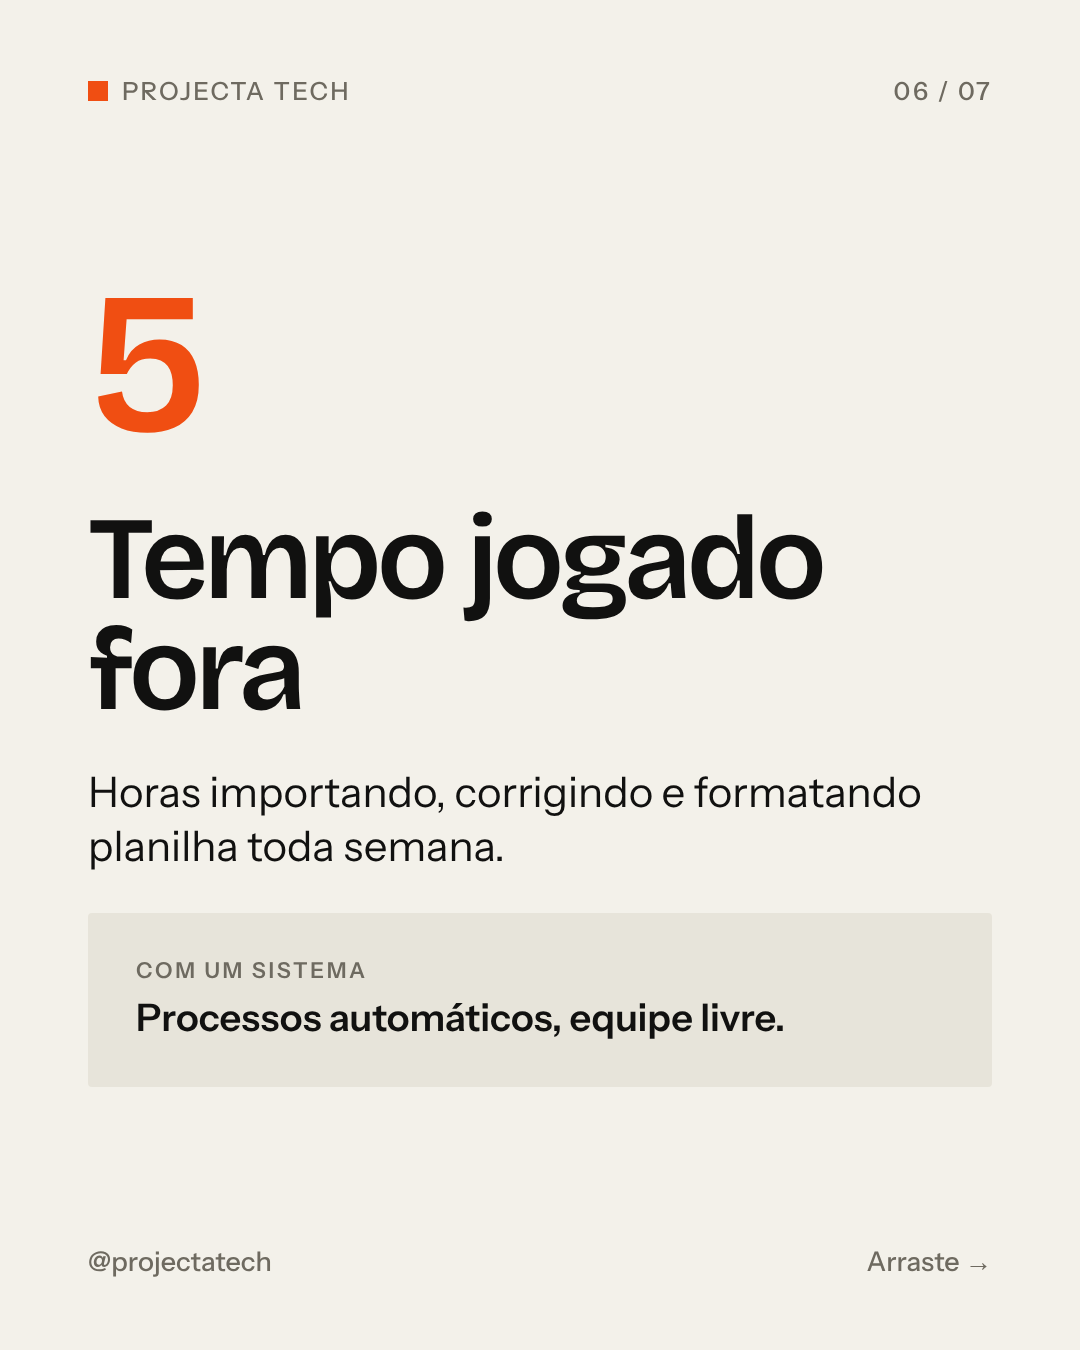 PROJECTA TECH
06 / 07
5
Tempo jogado
fora
Horas importando, corrigindo e formatando
planilha toda semana.
COM UM SISTEMA
Processos automáticos, equipe livre.
@projectatech
Arraste →